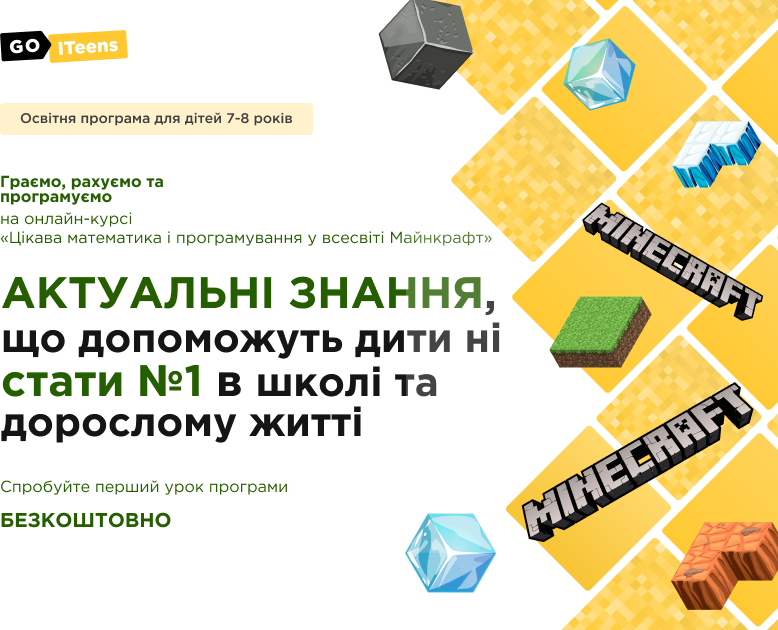 GO ITeens
Освітня програма для дітей 7-8 років
Граємо, рахуємо та
програмуємо
на онлайн-курсі
«Цікава математика і програмування у всесвіті Майнкрафт»
АКТУАЛЬНІ ЗНАННЯ,
що допоможуть дити ні
стати №1 в школі та
дорослому житті
Спробуйте перший урок програми
БЕЗКОШТОВНО
MINECRAFT
MINECRAFT